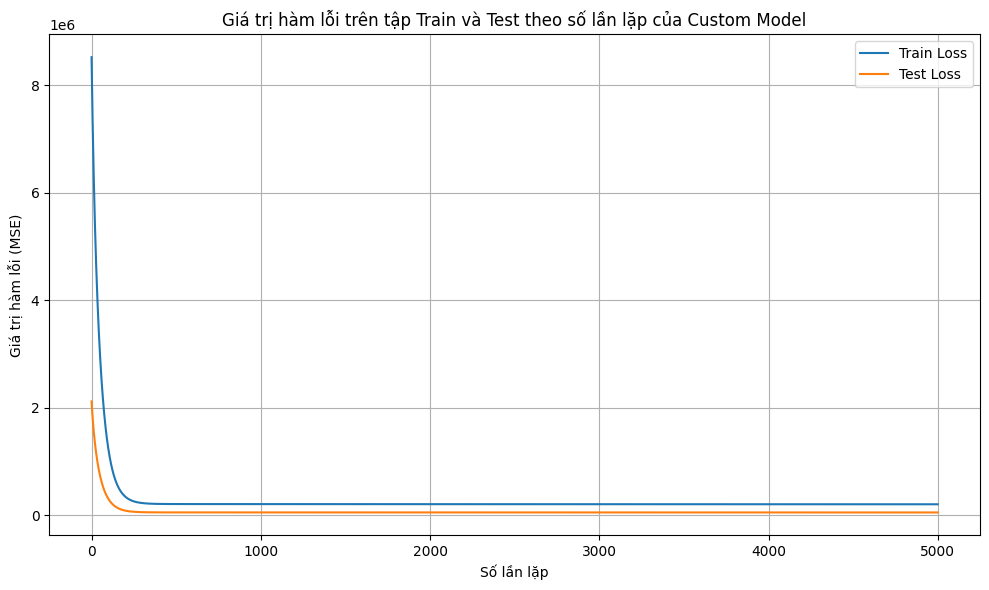 Giá trị hàm lỗi trên tập Train và Test theo số lần lặp của Custom Model
1e6
Train Loss
Test Loss
8
6
4
2
0
Giá trị hàm lỗi (MSE)
0 1000 2000 3000 4000 5000
Số lần lặp